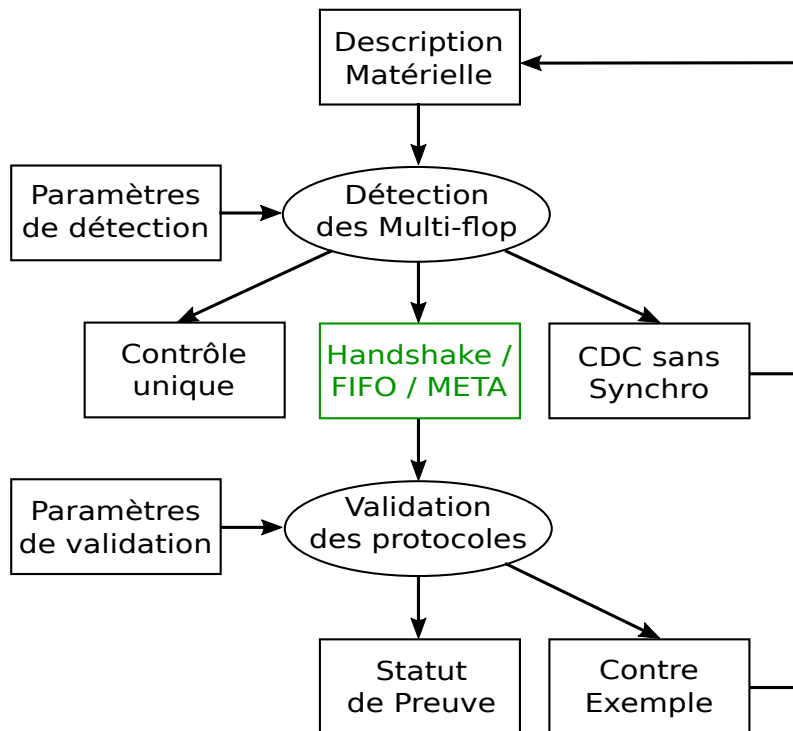 Description
Matérielle
Paramètres
de détection
Détection
des Multi-flop
Contrôle
unique
Handshake /
FIFO / META
CDC sans
Synchro
Paramètres
de validation
Validation
des protocoles
Statut
de Preuve
Contre
Exemple